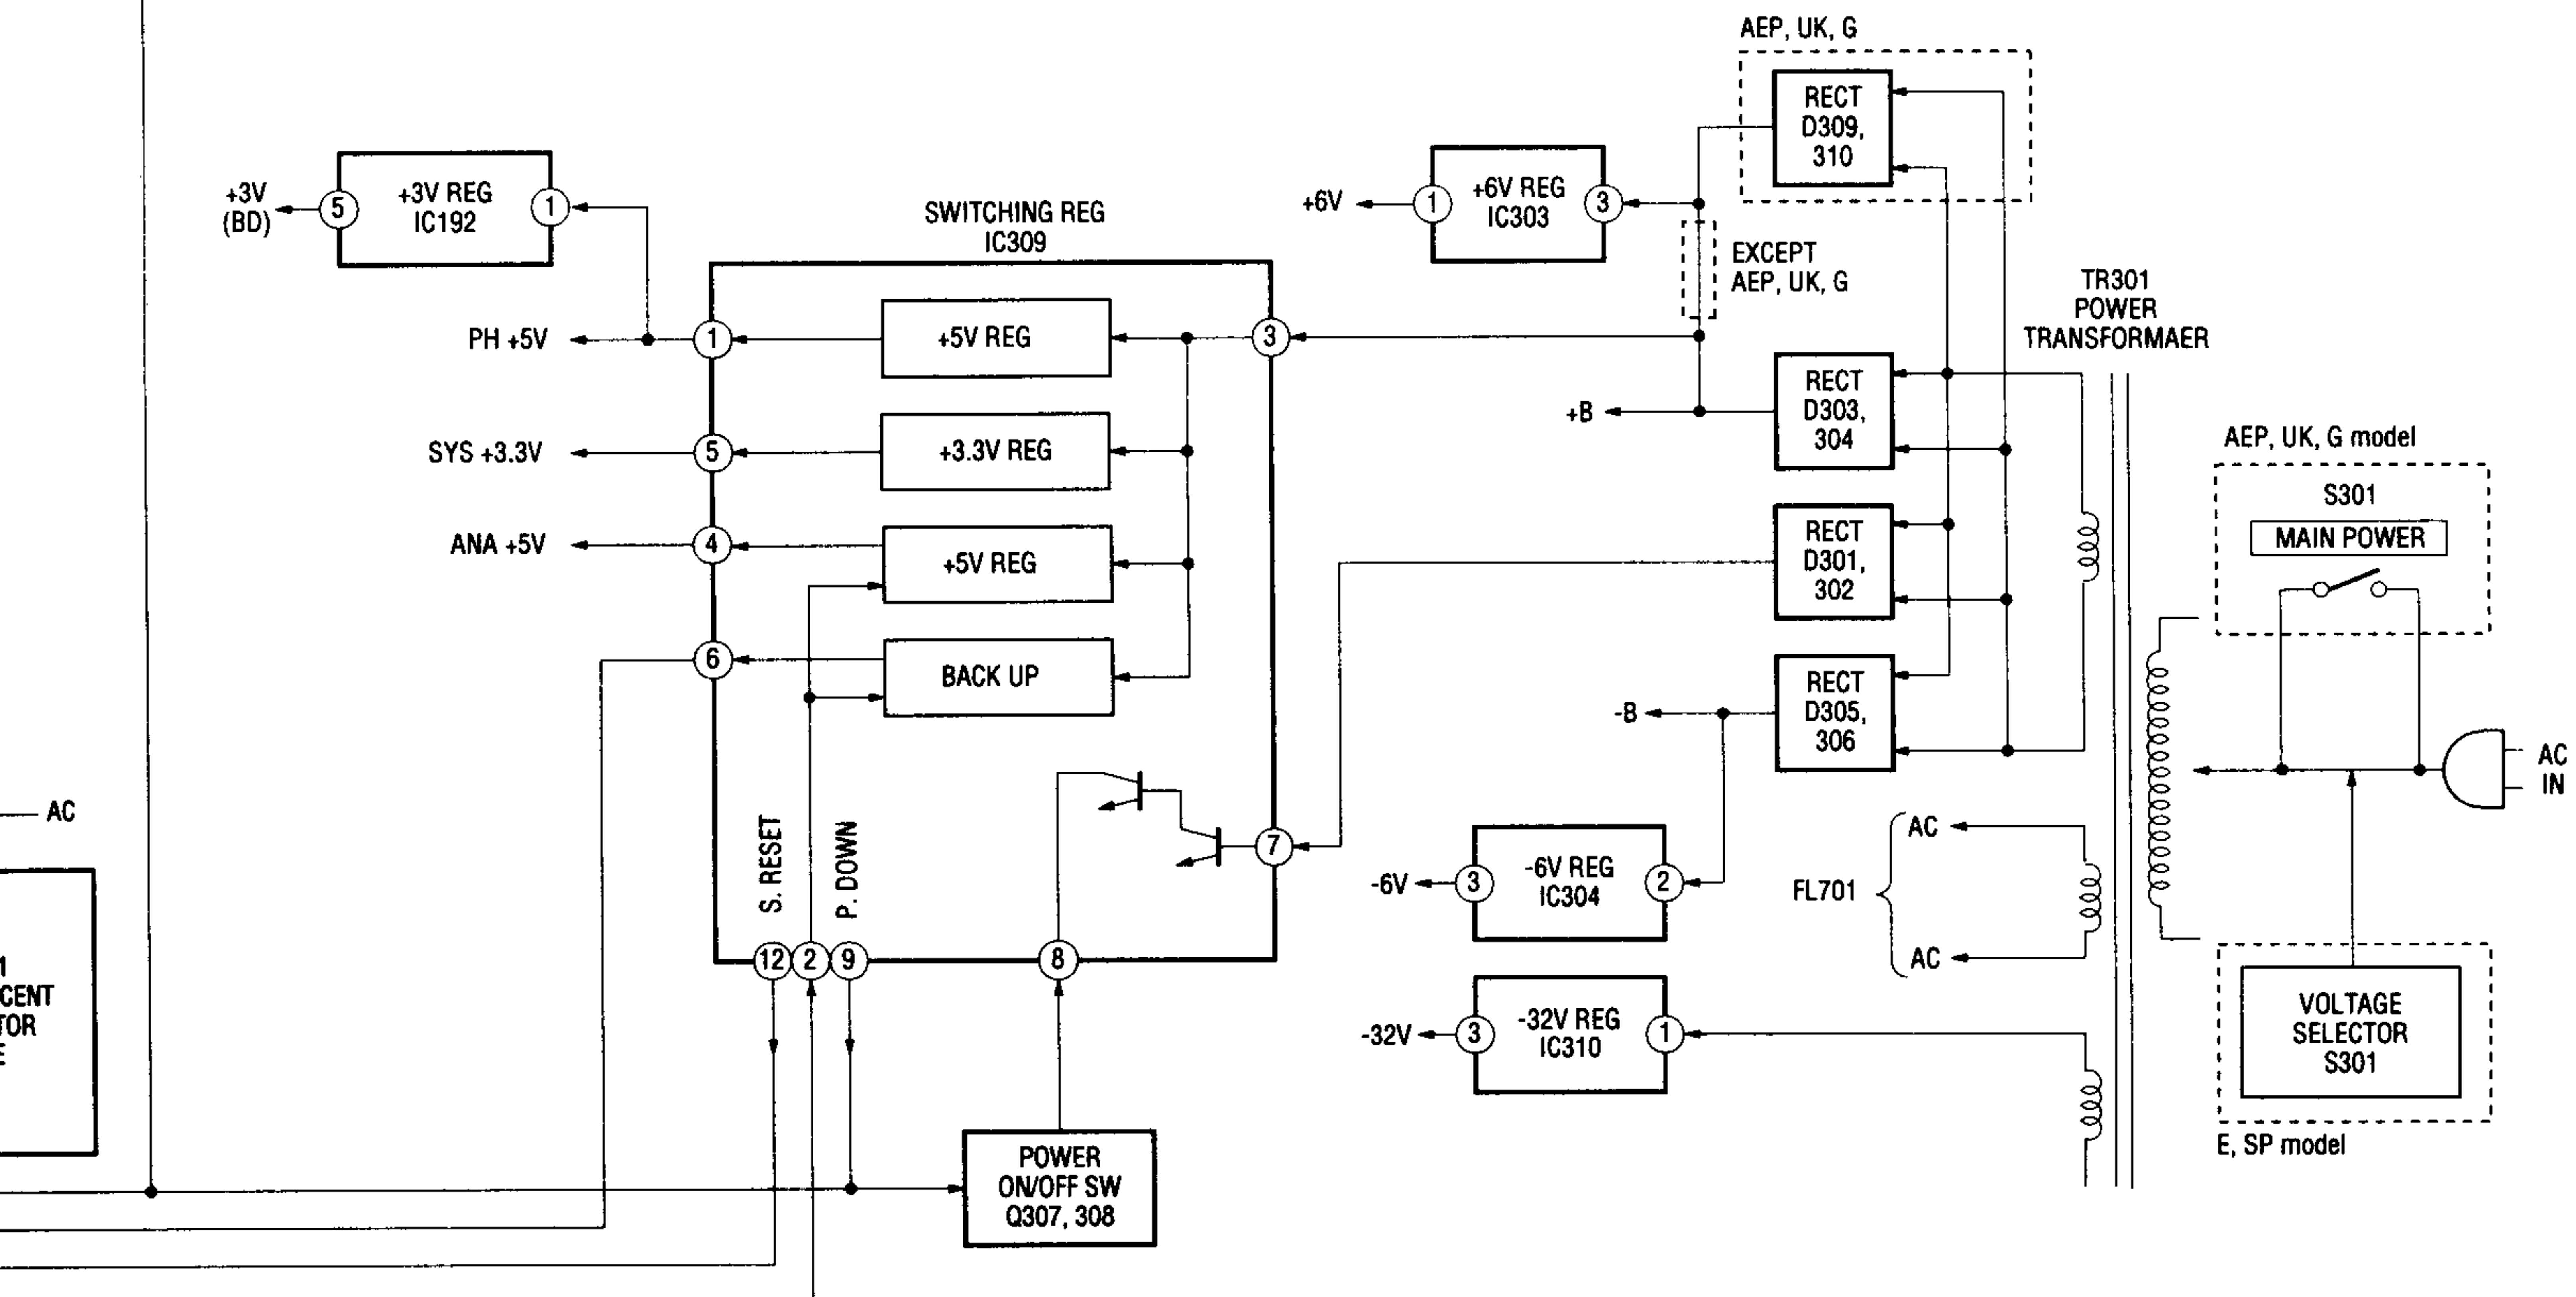 AEP, UK, G
RECT
D309,
310
+3V
(BD)
5
+3V REG
IC192
1
+6V
1
+6V REG
IC303
3
SWITCHING REG
IC309
EXCEPT
AEP, UK, G
TR301
POWER
TRANSFORMAER
PH +5V
1
+5V REG
3
RECT
D303,
304
+B
AEP, UK, G model
S301
MAIN POWER
SYS +3.3V
5
+3.3V REG
ANA +5V
4
+5V REG
RECT
D301,
302
6
BACK UP
RECT
D305,
306
-B
AC
IN
AC
S. RESET
P. DOWN
7
-6V
3
-6V REG
IC304
2
FL701
AC
AC
12
2
9
8
1
CENT
TOR
E
-32V
3
-32V REG
IC310
1
VOLTAGE
SELECTOR
S301
E, SP model
POWER
ON/OFF SW
Q307, 308